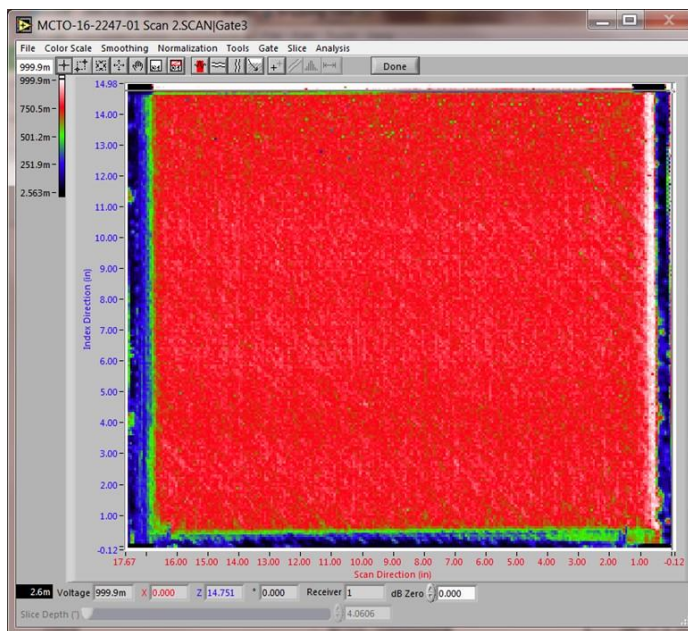 MCTO-16-2247-01 Scan 2.SCAN|Gate3
File Color Scale Smoothing Normalization Tools Gate Slice Analysis
999.9m
Done
999.9m
750.5m
501.2m
251.9m
2.563m
14.98
14.00
13.00
12.00
11.00
10.00
9.00
8.00
7.00
6.00
5.00
4.00
3.00
2.00
1.00
-0.12
Index Direction (in)
17.67 16.00 15.00 14.00 13.00 12.00 11.00 10.00 9.00 8.00 7.00 6.00 5.00 4.00 3.00 2.00 1.00 -0.12
Scan Direction (in)
2.6m Voltage 999.9m X 0.000 Z 14.751 ° 0.000 Receiver 1 dB Zero 0.000
Slice Depth (") 4.0606